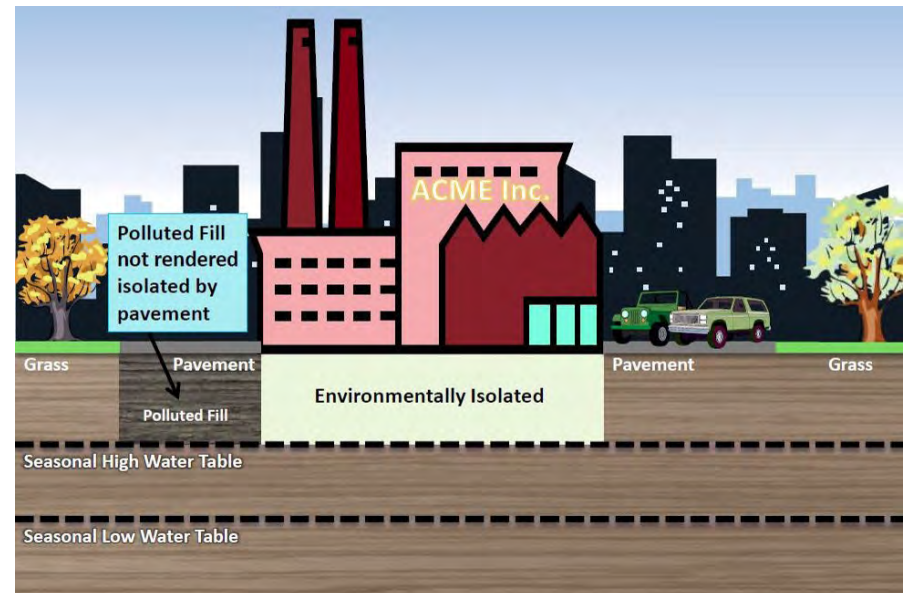 ACME Inc.
Polluted Fill
not rendered
isolated by
pavement
Grass
Pavement
Pavement
Grass
Environmentally Isolated
Polluted Fill
Seasonal High Water Table
Seasonal Low Water Table